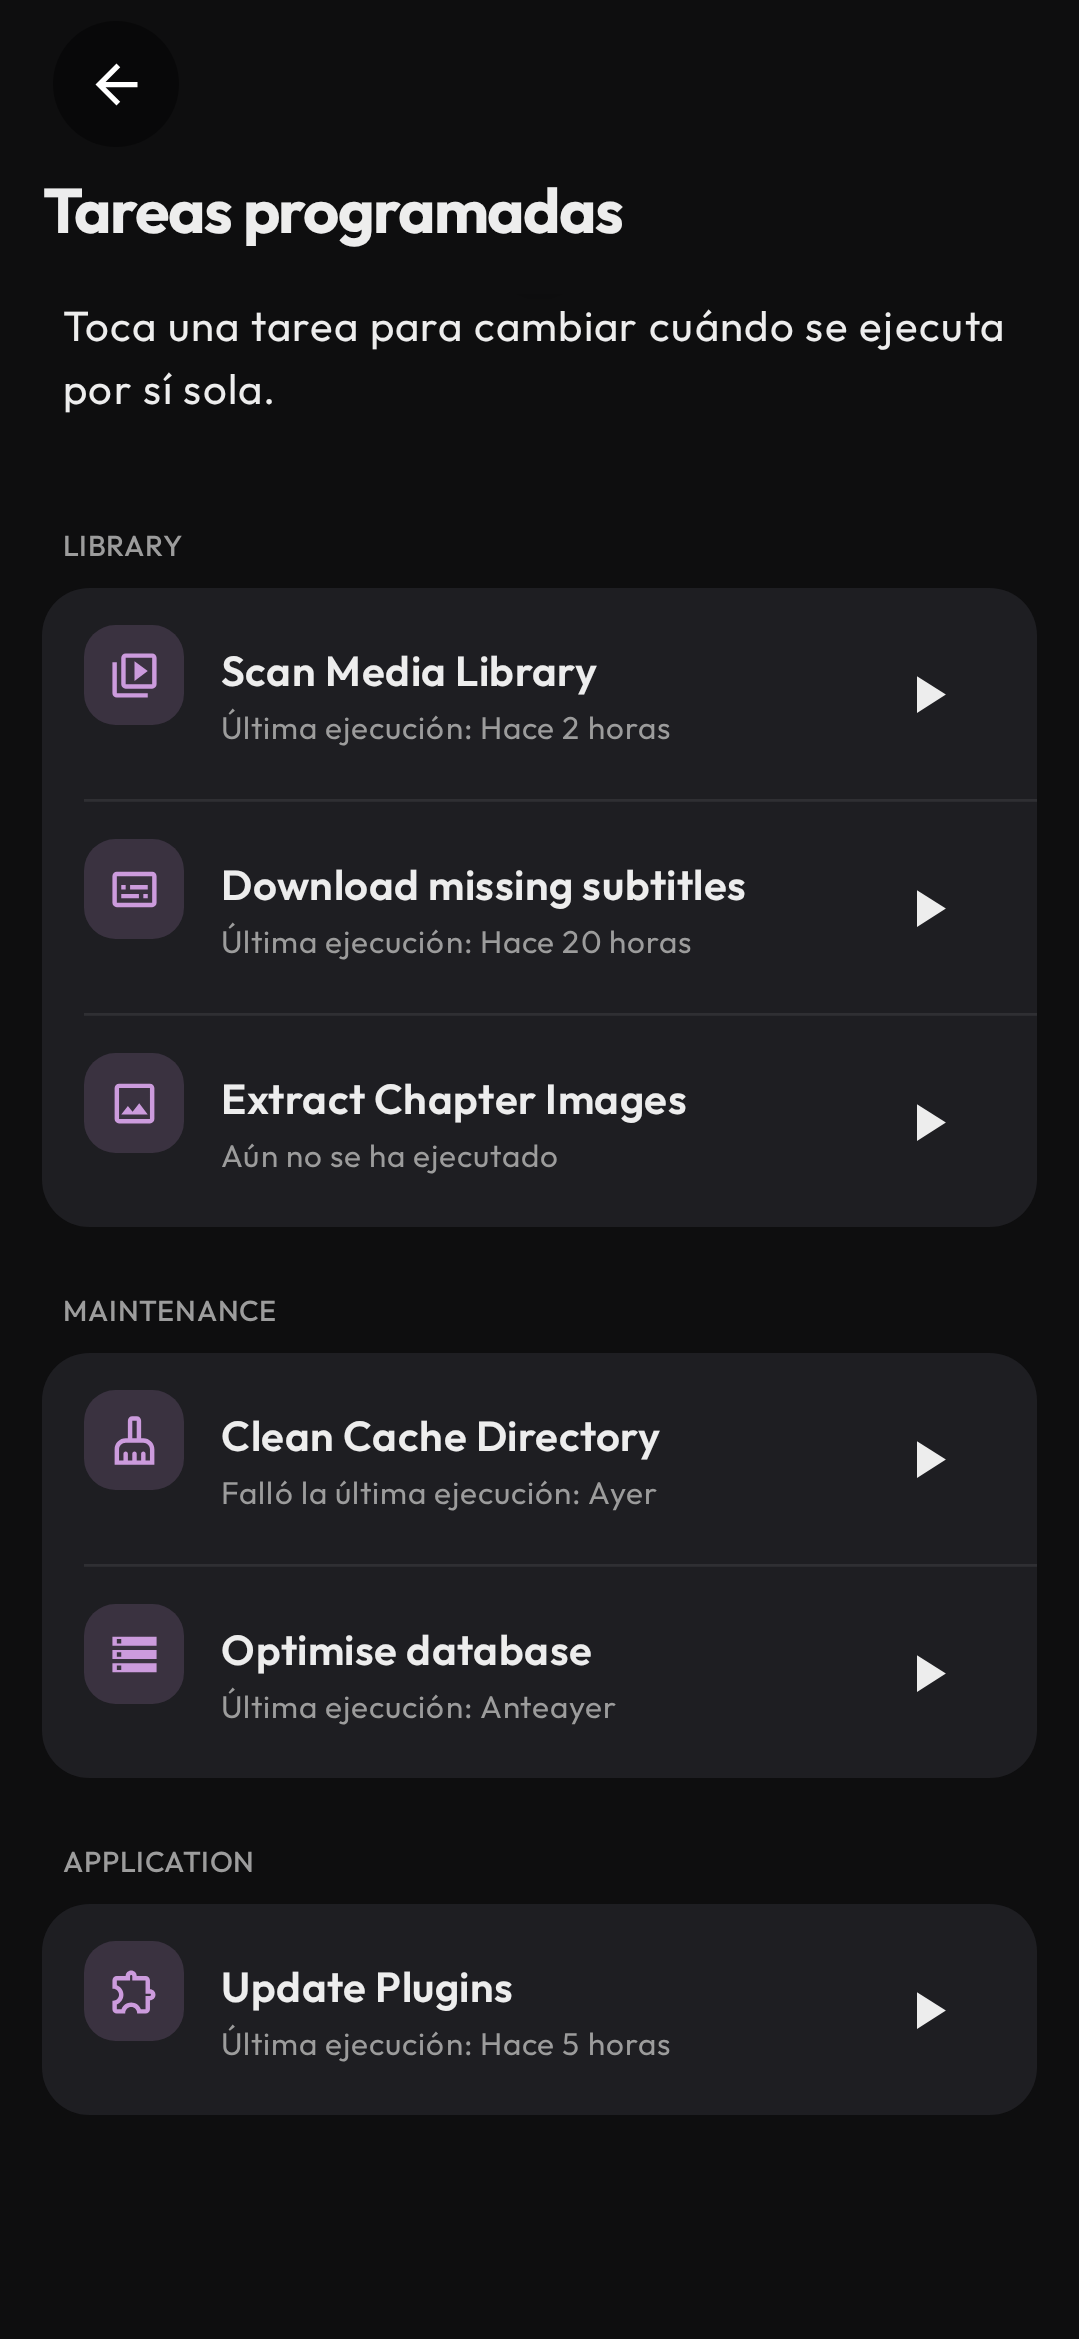 Tareas programadas
Toca una tarea para cambiar cuándo se ejecuta
por sí sola.
LIBRARY
Scan Media Library
Última ejecución: Hace 2 horas
Download missing subtitles
Última ejecución: Hace 20 horas
Extract Chapter Images
Aún no se ha ejecutado
MAINTENANCE
Clean Cache Directory
Falló la última ejecución: Ayer
Optimise database
Última ejecución: Anteayer
APPLICATION
Update Plugins
Última ejecución: Hace 5 horas